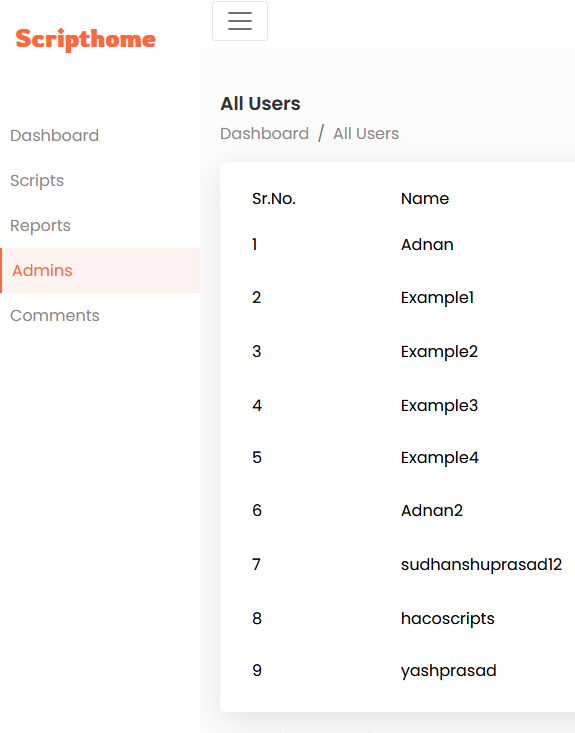 Scripthome
Dashboard
Scripts
Reports
Admins
Comments
All Users
Dashboard / All Users
Sr.No. Name
1 Adnan
2 Example1
3 Example2
4 Example3
5 Example4
6 Adnan2
7 sudhanshuprasad12
8 hacoscripts
9 yashprasad